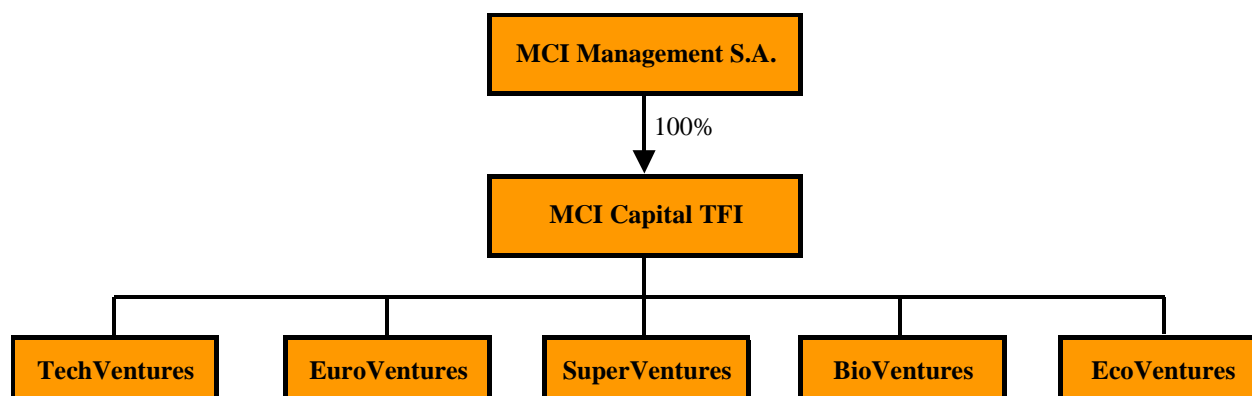 MCI Management S.A.
100%
MCI Capital TFI
TechVentures
EuroVentures
SuperVentures
BioVentures
EcoVentures